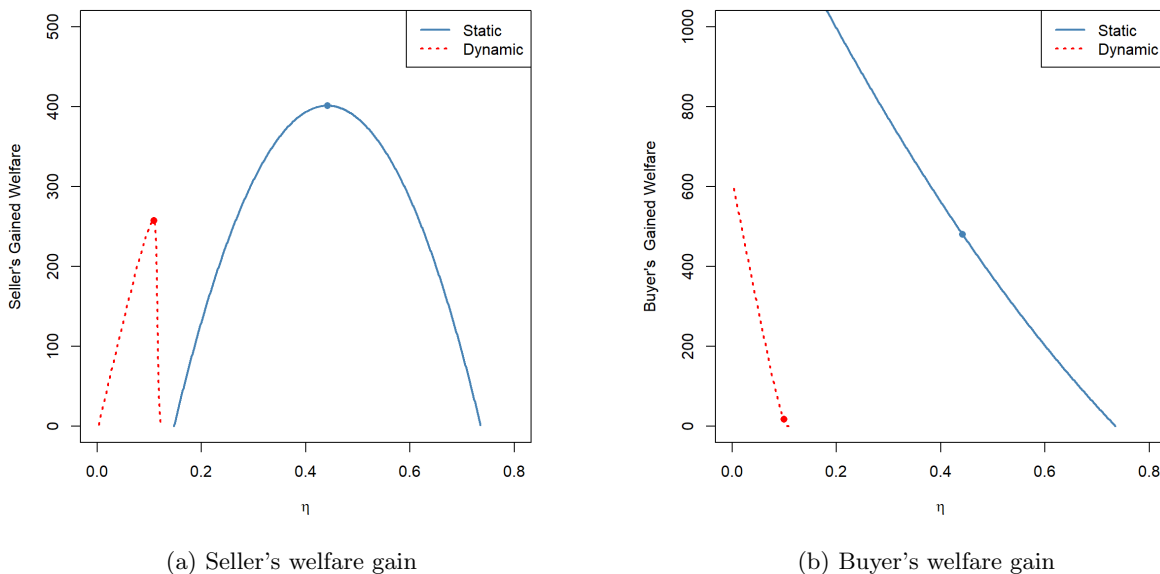 Seller's Gained Welfare
500
400
300
200
100
0
0.0 0.2 0.4 0.6 0.8
η
Static
Dynamic
(a) Seller's welfare gain
Buyer's Gained Welfare
1000
800
600
400
200
0
0.0 0.2 0.4 0.6 0.8
η
Static
Dynamic
(b) Buyer's welfare gain